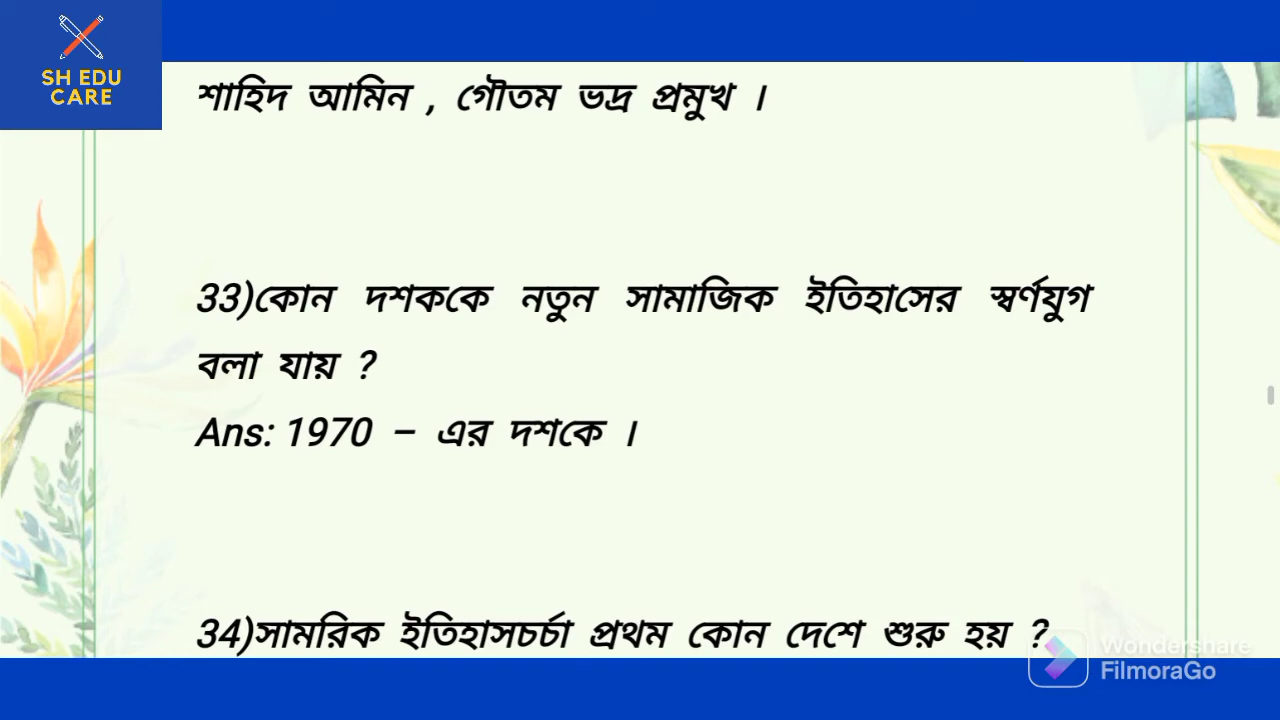 SH EDU
CARE
শাহিদ আমিন , গৌতম ভদ্র প্রমুখ ।
33)কোন দশককে নতুন সামাজিক ইতিহাসের স্বর্ণযুগ
বলা যায় ?
Ans: 1970 – এর দশকে ।
34)সামরিক ইতিহাসচর্চা প্রথম কোন দেশে শুরু হয় ?
Wondershare
FilmoraGo